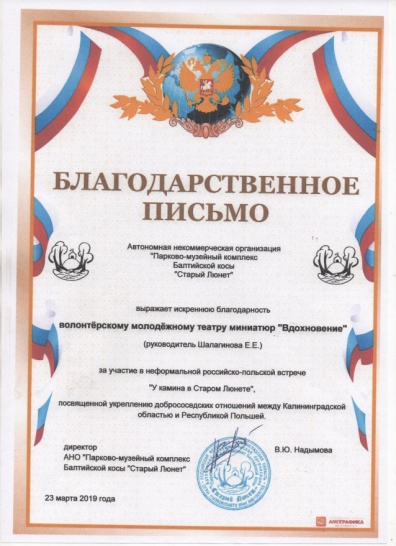 БЛАГОДАРСТВЕННОЕ
ПИСЬМО
Автономная некоммерческая организация
"Парково-музейный комплекс
Балтийской косы
"Старый Люнет"
выражает искреннюю благодарность
волонтёрскому молодёжному театру миниатюр "Вдохновение"
(руководитель Шалагинова Е.Е.)
за участие в неформальной российско-польской встрече
"У камина в Старом Люнете",
посвященной укреплению добрососедских отношений между Калининградской
областью и Республикой Польшей.
директор
АНО "Парково-музейный комплекс
Балтийской косы "Старый Люнет"
В.Ю. Надымова
23 марта 2019 года